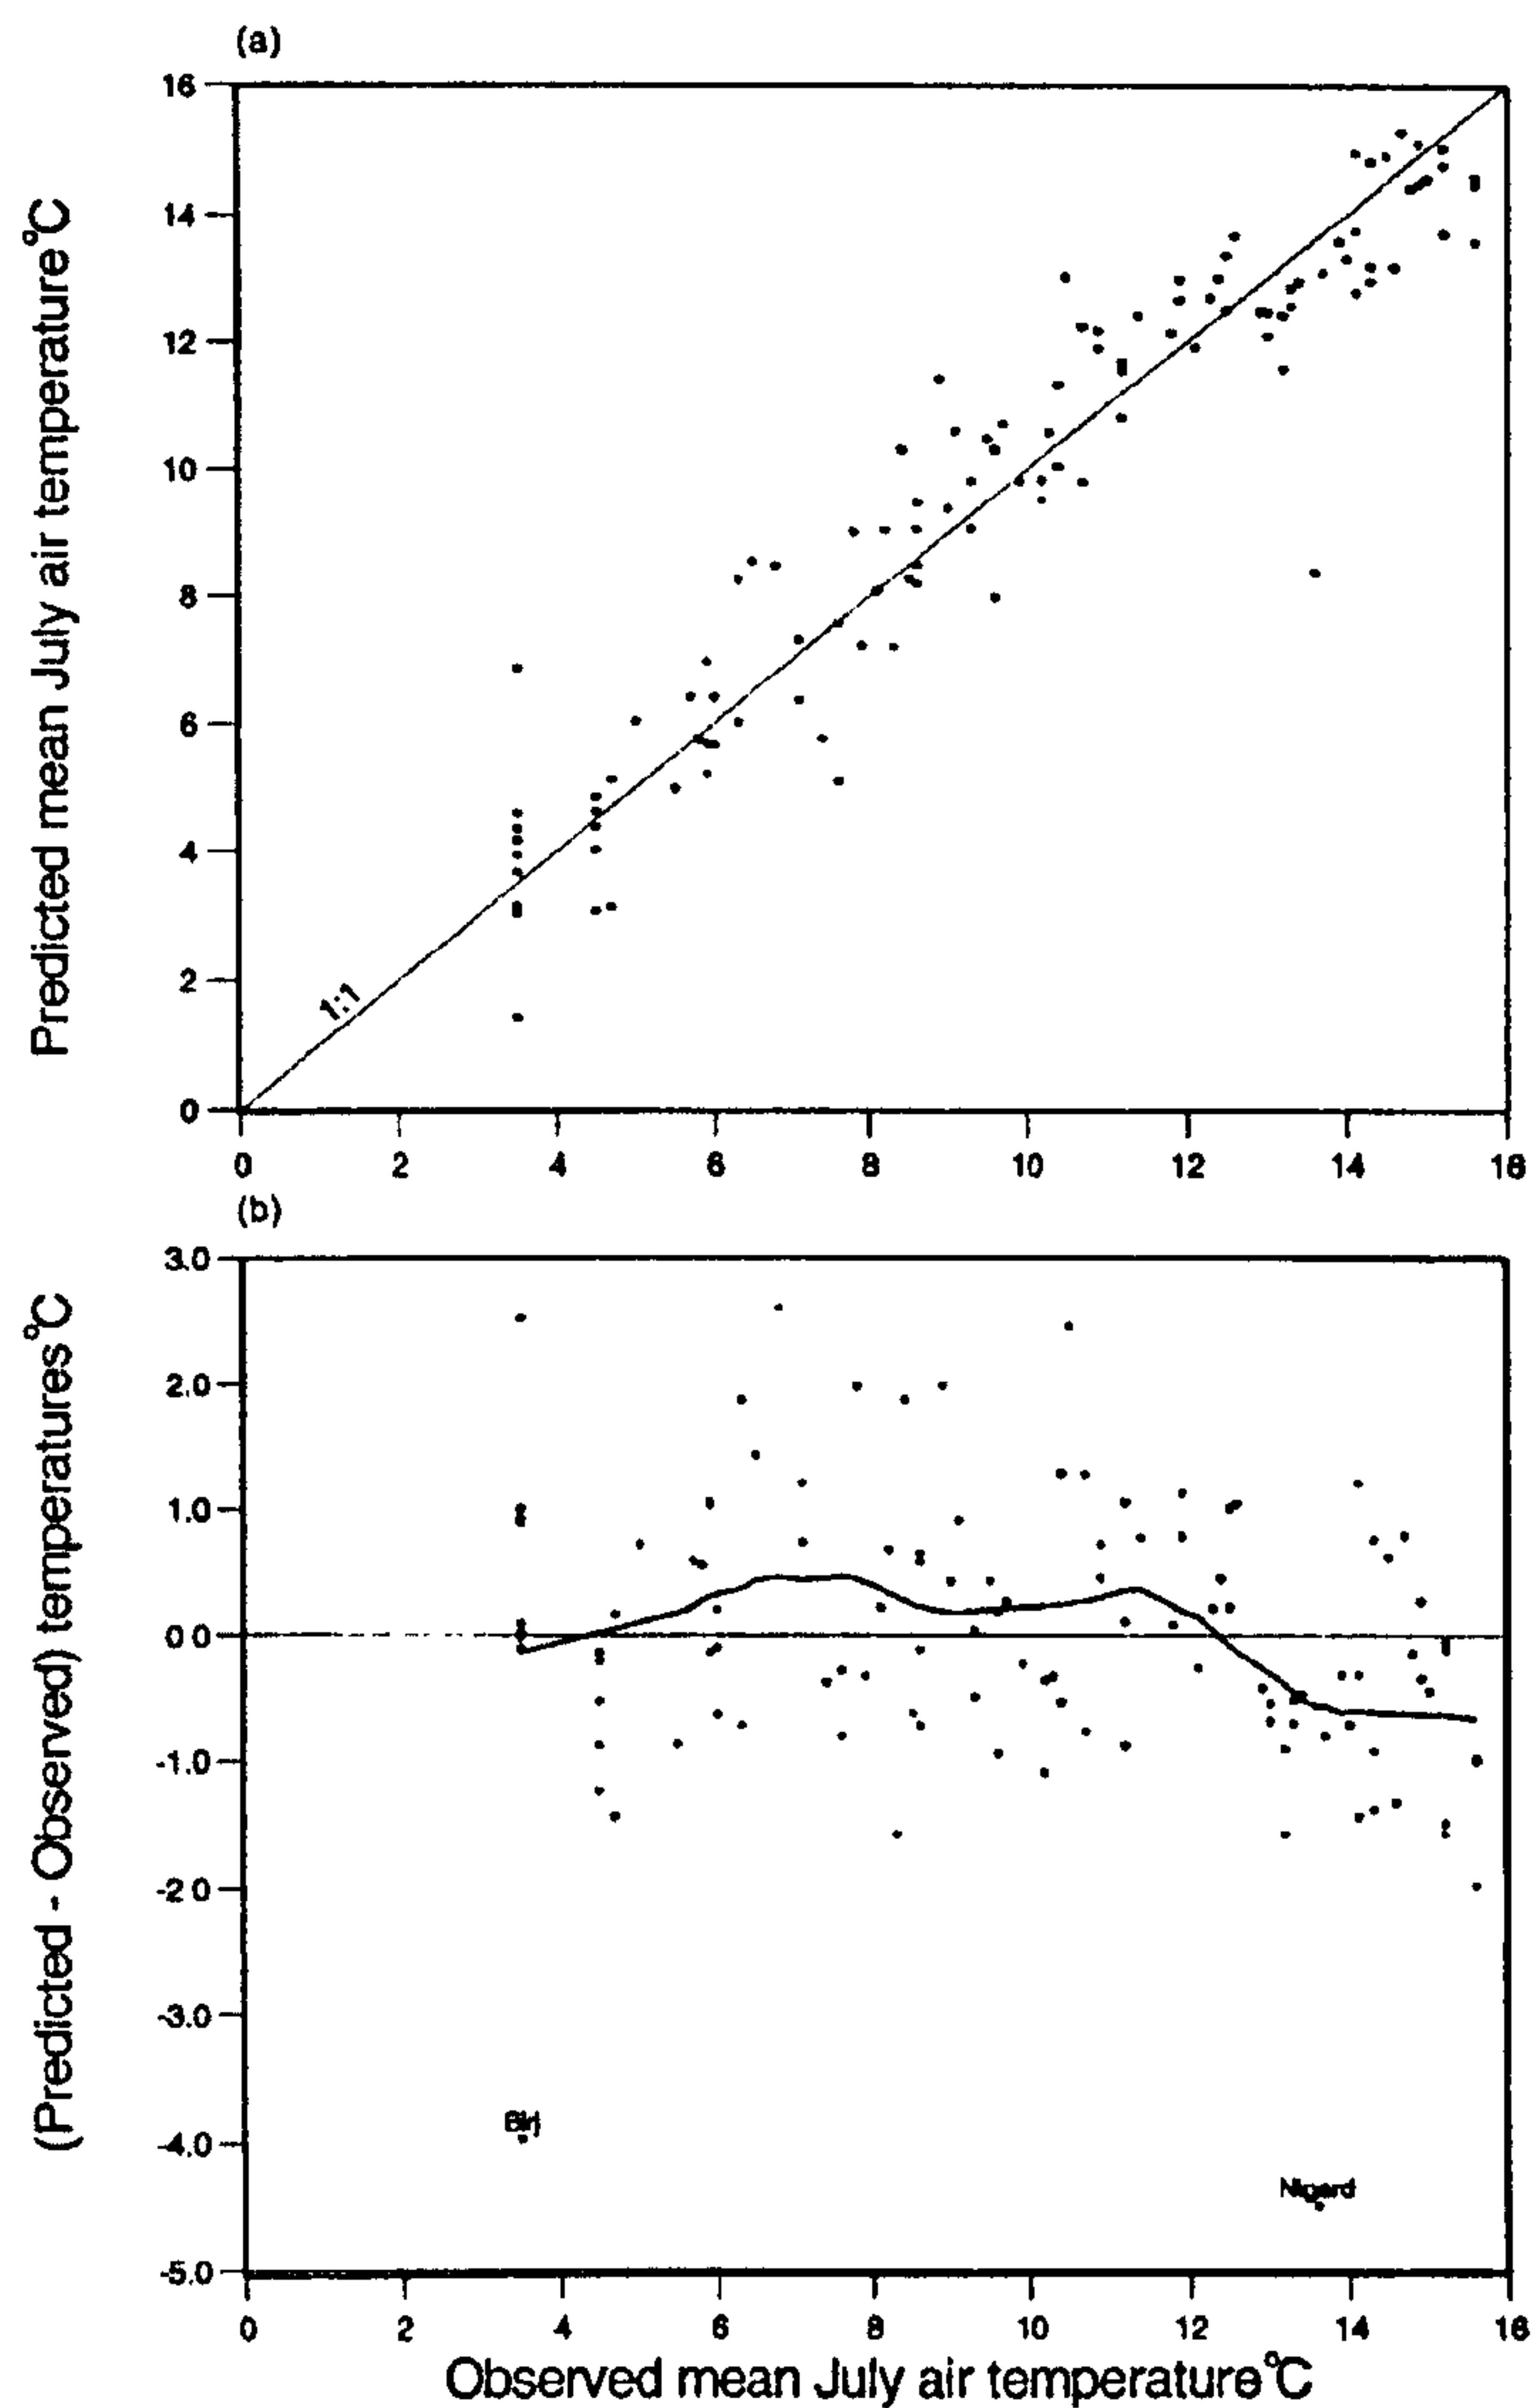 (a)
Predicted mean July air temperature°C
16
14
12
10
8
6
4
2
0
1:1
0 2 4 6 8 10 12 14 16
(b)
(Predicted - Observed) temperatures°C
3.0
2.0
1.0
0.0
-1.0
-2.0
-3.0
-4.0
-5.0
Nigard
0 2 4 6 8 10 12 14 16
Observed mean July air temperature°C